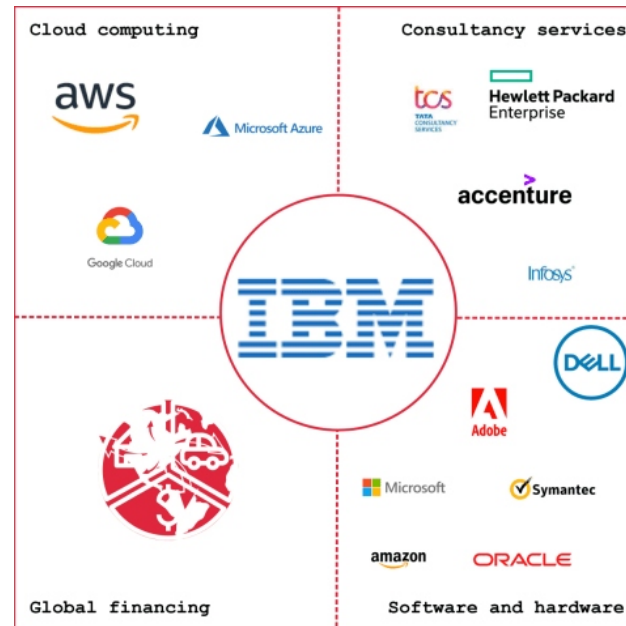 Cloud computing
Consultancy services
aws
Microsoft Azure
Google Cloud
tcs
TATA
CONSULTANCY
SERVICES
Hewlett Packard
Enterprise
accenture
Infosys
IBM
DELL
Adobe
Microsoft
Symantec
amazon
ORACLE
Global financing
Software and hardware